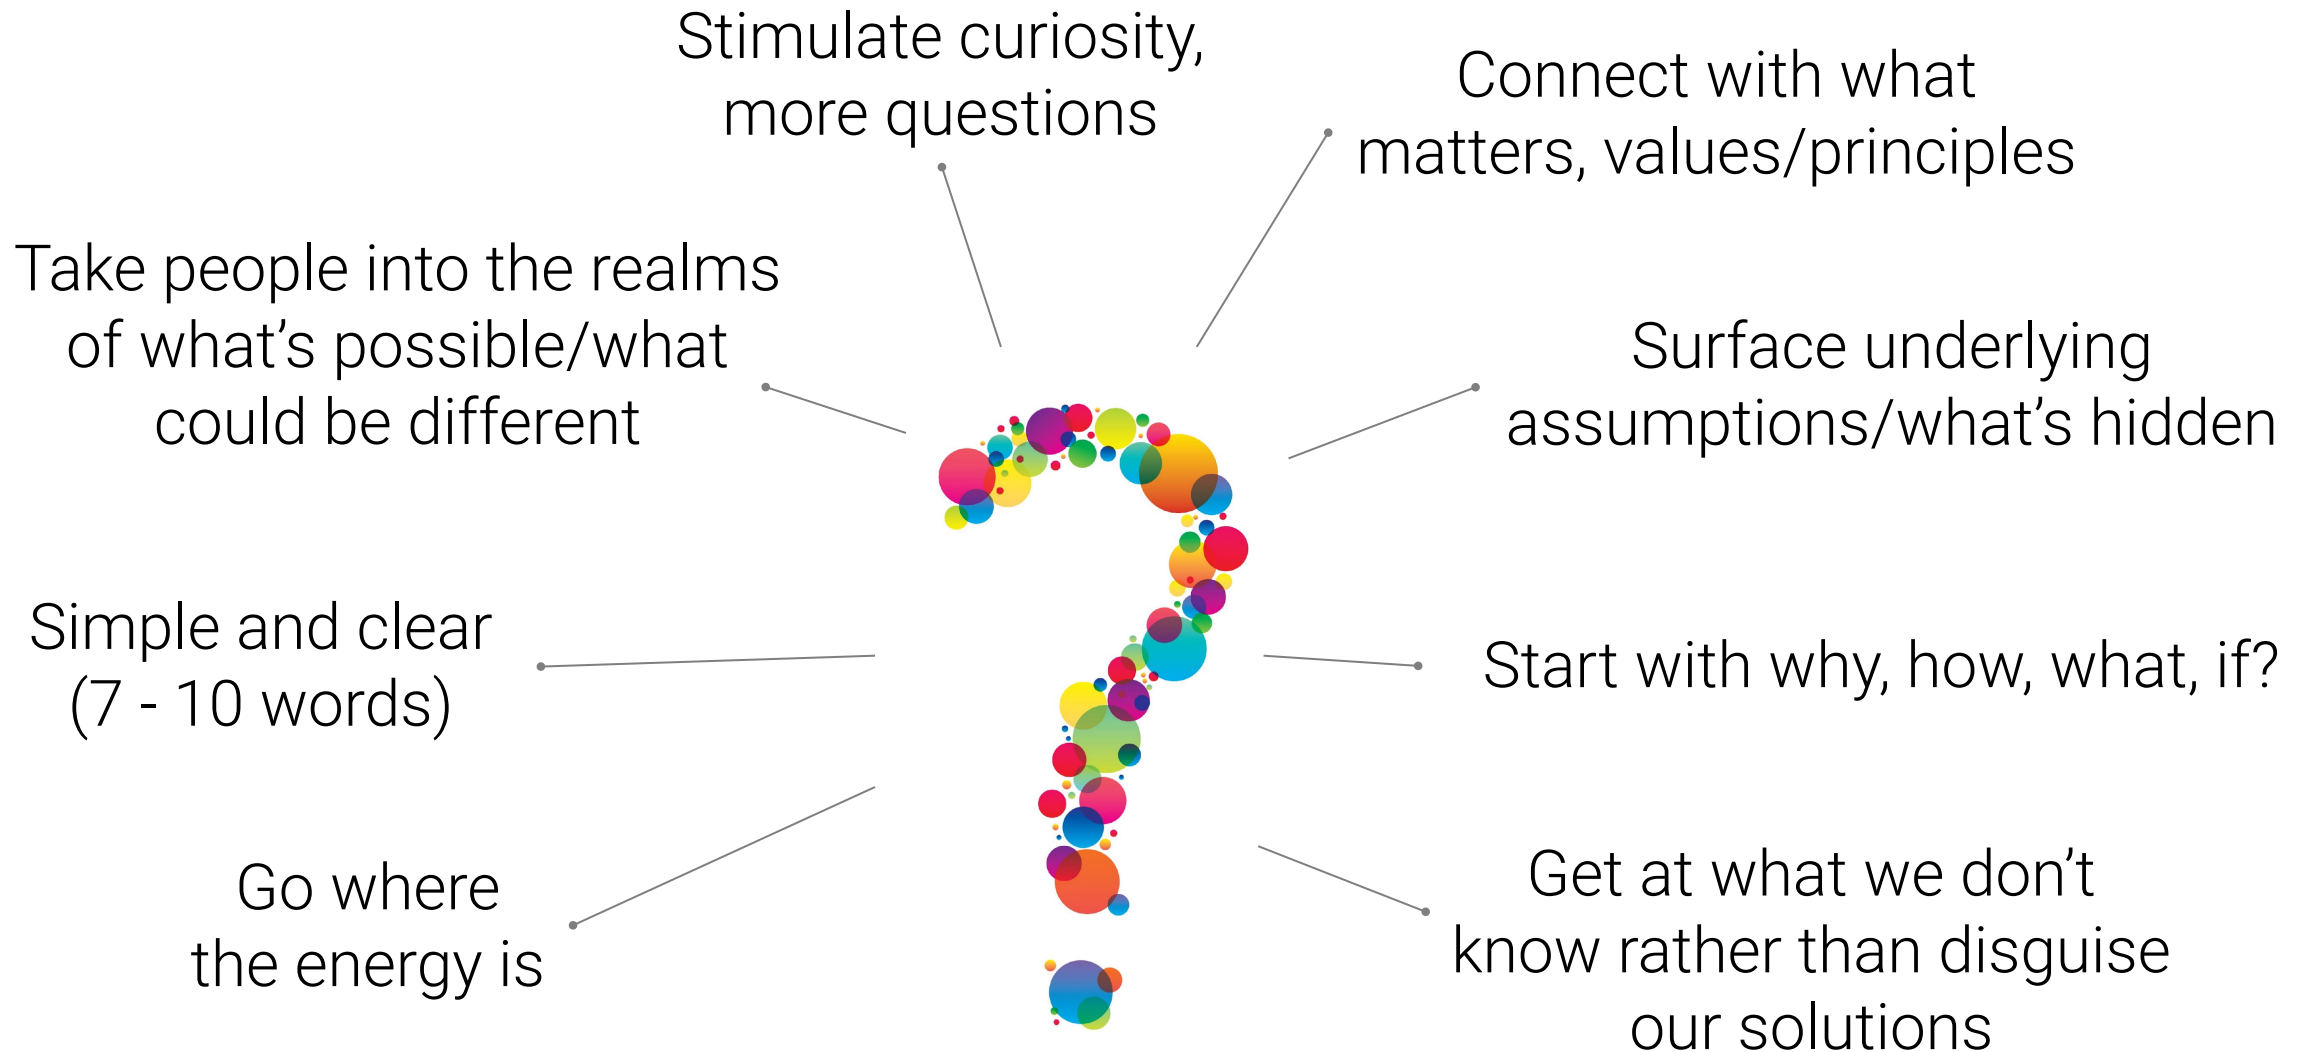 Stimulate curiosity,
more questions
Connect with what
matters, values/principles
Take people into the realms
of what’s possible/what
could be different
Surface underlying
assumptions/what’s hidden
Simple and clear
(7 - 10 words)
Start with why, how, what, if?
Go where
the energy is
Get at what we don’t
know rather than disguise
our solutions